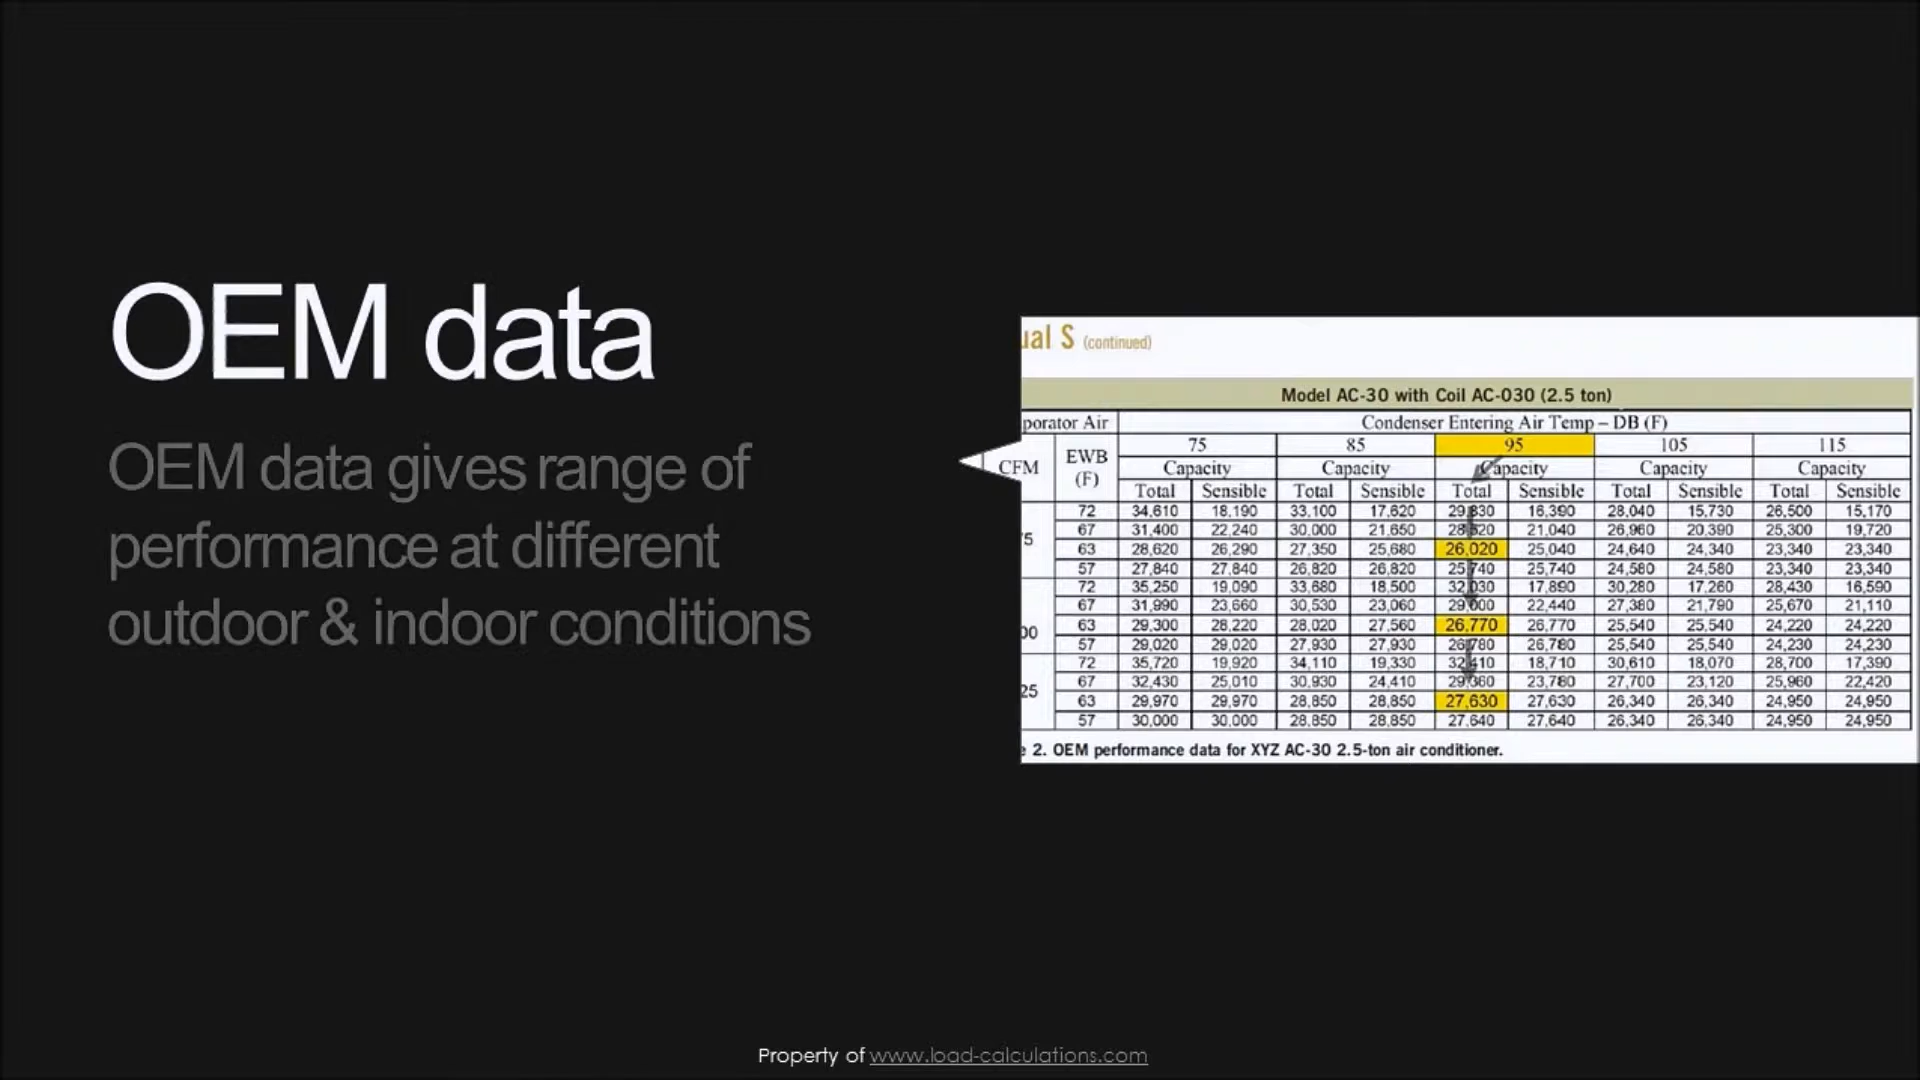 OEM data
OEM data gives range of
performance at different
outdoor & indoor conditions
ual S (continued)
Model AC-30 with Coil AC-030 (2.5 ton)
porator Air Condenser Entering Air Temp – DB (F)
CFM EWB (F) 75 85 95 105 115
Capacity Capacity Capacity Capacity Capacity
Total Sensible Total Sensible Total Sensible Total Sensible Total Sensible
72 34,610 18,190 33,100 17,620 29,830 16,390 28,040 15,730 26,500 15,170
67 31,400 22,240 30,000 21,650 21,040 26,960 20,390 25,300 19,720
5 63 28,620 26,290 27,350 25,680 26,020 25,040 24,640 24,340 23,340 23,340
57 27,840 27,840 26,820 26,820 25,740 25,740 24,580 24,580 23,340 23,340
72 35,250 19,090 33,680 18,500 32,030 17,890 30,280 17,260 28,430 16,590
67 31,990 23,660 30,530 23,060 29,000 22,440 27,380 21,790 25,670 21,110
00 63 29,300 28,220 28,020 27,560 26,770 26,770 25,540 25,540 24,220 24,220
57 29,020 29,020 27,930 27,930 26,780 26,780 25,540 25,540 24,230 24,230
72 35,720 19,920 34,110 19,330 32,410 18,710 30,610 18,070 28,700 17,390
67 32,430 25,010 30,930 24,410 29,360 23,780 27,700 23,120 25,960 22,420
25 63 29,970 29,970 28,850 28,850 27,630 27,630 26,340 26,340 24,950 24,950
57 30,000 30,000 28,850 28,850 27,640 27,640 26,340 26,340 24,950 24,950
2. OEM performance data for XYZ AC-30 2.5-ton air conditioner.
Property of www.load-calculations.com